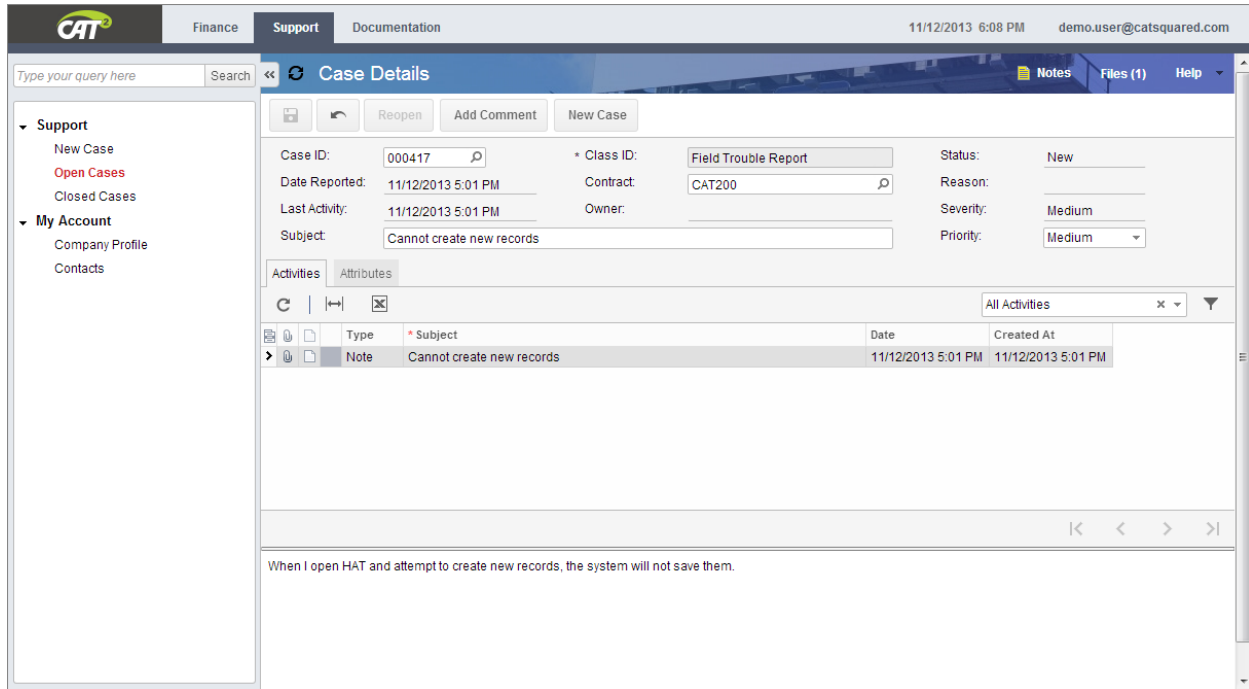 CAT²
Finance
Support
Documentation
11/12/2013 6:08 PM
demo.user@catsquared.com
Type your query here
Search
Support
New Case
Open Cases
Closed Cases
My Account
Company Profile
Contacts
Case Details
Notes
Files (1)
Help
Reopen
Add Comment
New Case
Case ID: 000417
* Class ID: Field Trouble Report
Status: New
Date Reported: 11/12/2013 5:01 PM
Contract: CAT200
Reason:
Last Activity: 11/12/2013 5:01 PM
Owner:
Severity: Medium
Subject: Cannot create new records
Priority: Medium
Activities
Attributes
All Activities
Type * Subject Date Created At
Note Cannot create new records 11/12/2013 5:01 PM 11/12/2013 5:01 PM
When I open HAT and attempt to create new records, the system will not save them.